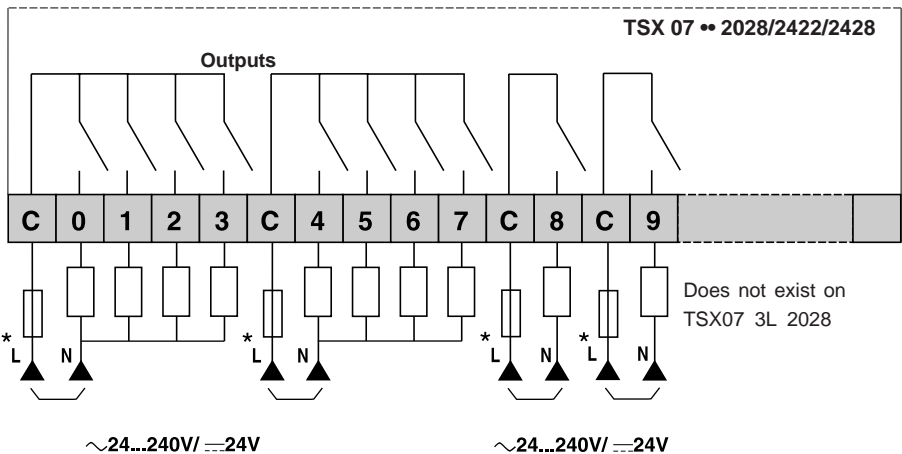 TSX 07 •• 2028/2422/2428
Outputs
C 0 1 2 3 C 4 5 6 7 C 8 C 9
Does not exist on
TSX07 3L 2028
* L N * L N * L * L N
N
~24...240V/ ⎓24V ~24...240V/ ⎓24V